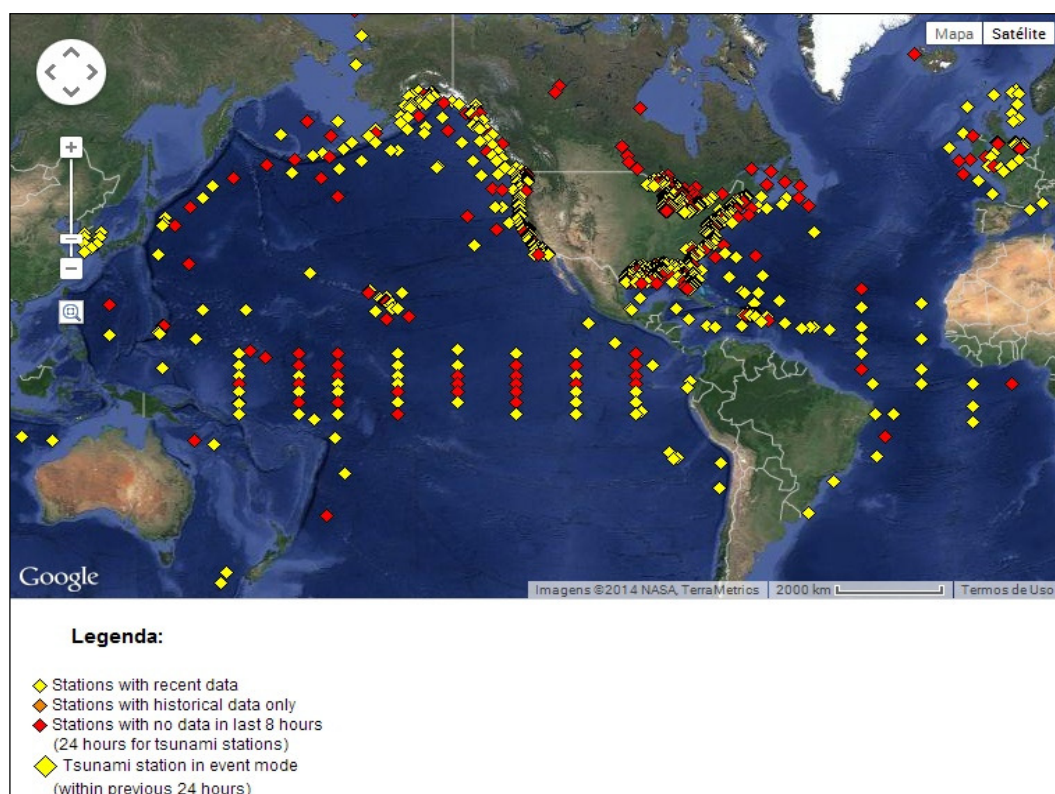 Mapa Satélite
Google
Imagens ©2014 NASA, TerraMetrics 2000 km Termos de Uso
Legenda:
Stations with recent data
Stations with historical data only
Stations with no data in last 8 hours
(24 hours for tsunami stations)
Tsunami station in event mode
(within previous 24 hours)